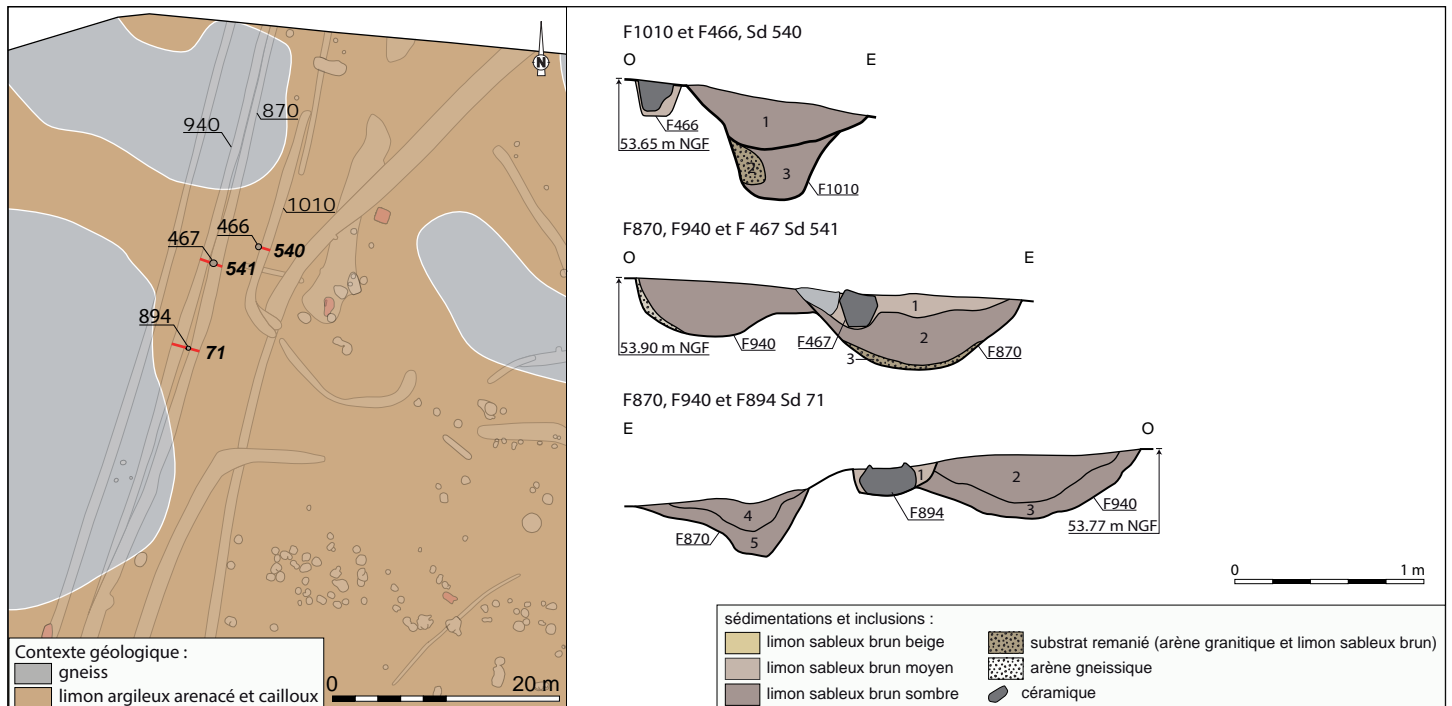 N
870
940
1010
466
467
540
541
894
71
Contexte géologique :
gneiss
limon argileux arenacé et cailloux
0 20 m
F1010 et F466, Sd 540
O E
1
F466
53.65 m NGF
2 3
F1010
F870, F940 et F 467 Sd 541
O E
1
2
53.90 m NGF
F940
F467
F870
3
F870, F940 et F894 Sd 71
E O
1 2
4
3
F894
F940
53.77 m NGF
F870
5
0 1 m
sédimentations et inclusions :
limon sableux brun beige
limon sableux brun moyen
limon sableux brun sombre
substrat remanié (arène granitique et limon sableux brun)
arène gneissique
céramique